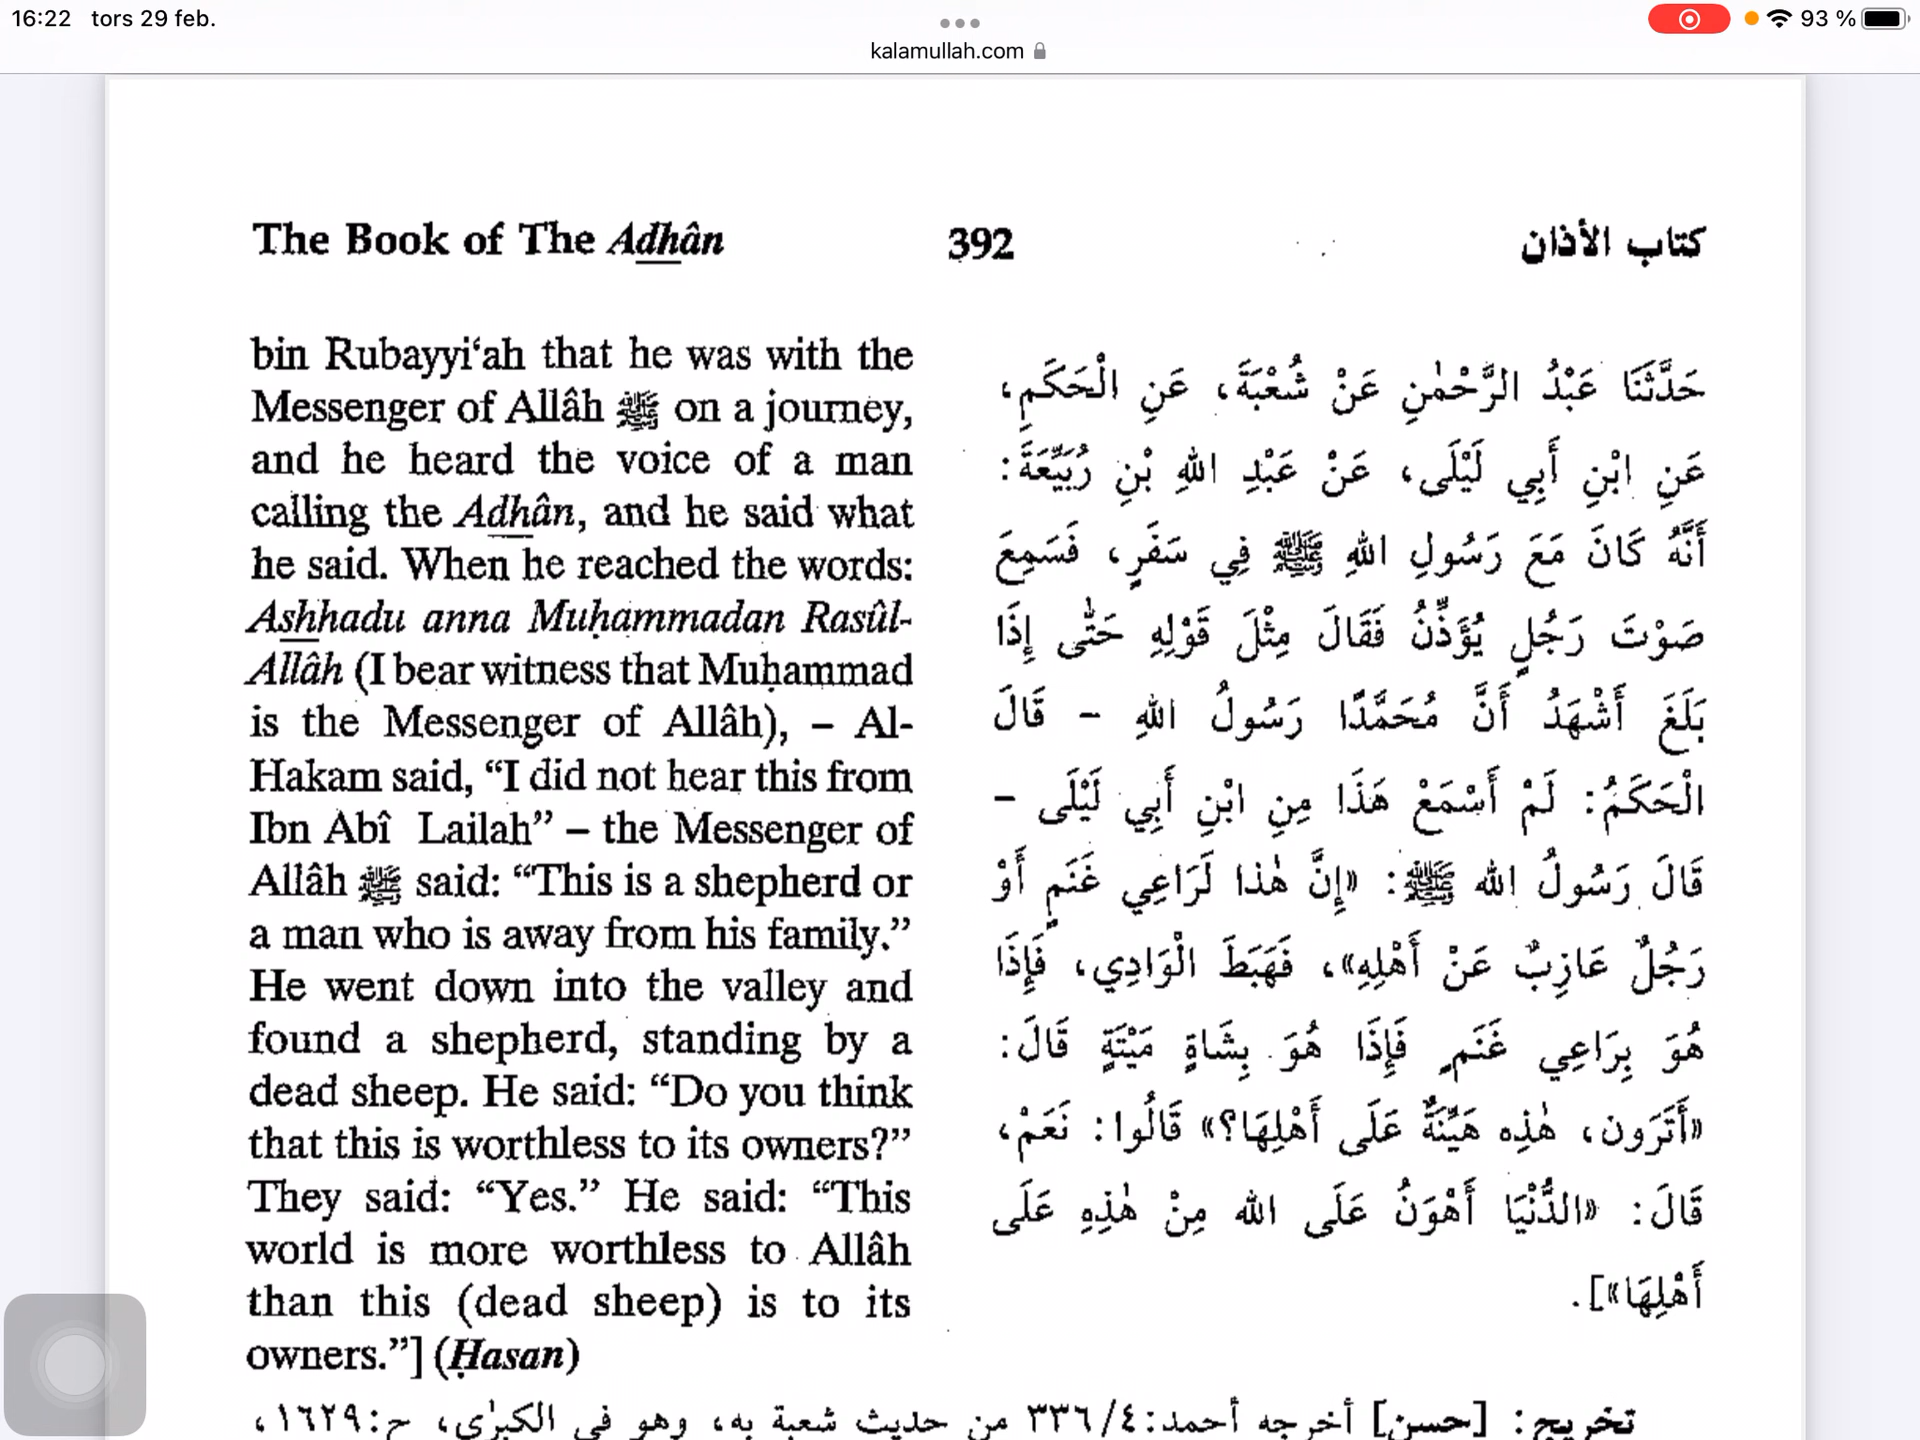 16:22 tors 29 feb.
93 %
kalamullah.com
The Book of The Adhân 392 كتاب الأذان
bin Rubayyi‘ah that he was with the
Messenger of Allâh ﷺ on a journey,
and he heard the voice of a man
calling the Adhân, and he said what
he said. When he reached the words:
Ashhadu anna Muḥammadan Rasûl-
Allâh (I bear witness that Muḥammad
is the Messenger of Allâh), – Al-
Hakam said, “I did not hear this from
Ibn Abî Lailah” – the Messenger of
Allâh ﷺ said: “This is a shepherd or
a man who is away from his family.”
He went down into the valley and
found a shepherd, standing by a
dead sheep. He said: “Do you think
that this is worthless to its owners?”
They said: “Yes.” He said: “This
world is more worthless to Allâh
than this (dead sheep) is to its
owners.”] (Ḥasan)
حَدَّثَنَا عَبْدُ الرَّحْمٰنِ عَنْ شُعْبَةَ، عَنِ الْحَكَمِ،
عَنِ ابْنِ أَبِي لَيْلَى، عَنْ عَبْدِ اللهِ بْنِ رُبَيِّعَةَ:
أَنَّهُ كَانَ مَعَ رَسُولِ اللهِ ﷺ فِي سَفَرٍ، فَسَمِعَ
صَوْتَ رَجُلٍ يُؤَذِّنُ فَقَالَ مِثْلَ قَوْلِهِ حَتَّى إِذَا
بَلَغَ أَشْهَدُ أَنَّ مُحَمَّدًا رَسُولُ اللهِ – قَالَ
الْحَكَمُ: لَمْ أَسْمَعْ هَذَا مِنِ ابْنِ أَبِي لَيْلَى –
قَالَ رَسُولُ الله ﷺ: «إِنَّ هٰذا لَرَاعِي غَنَمٍ أَوْ
رَجُلٌ عَازِبٌ عَنْ أَهْلِهِ»، فَهَبَطَ الْوَادِي، فَإِذَا
هُوَ بِرَاعِي غَنَمٍ فَإِذَا هُوَ بِشَاةٍ مَيْتَةٍ قَالَ:
«أَتَرَون، هٰذِه هَيِّنَةٌ عَلَى أَهْلِهَا؟» قَالُوا: نَعَمْ،
قَالَ: «الدُّنْيَا أَهْوَنُ عَلَى الله مِنْ هٰذِهِ عَلَى
أَهْلِهَا»].
تخريج: [حسن] أخرجه أحمد:٤/٣٣٦ من حديث شعبة به، وهو في الكبرٰى، ح:١٦٢٩،